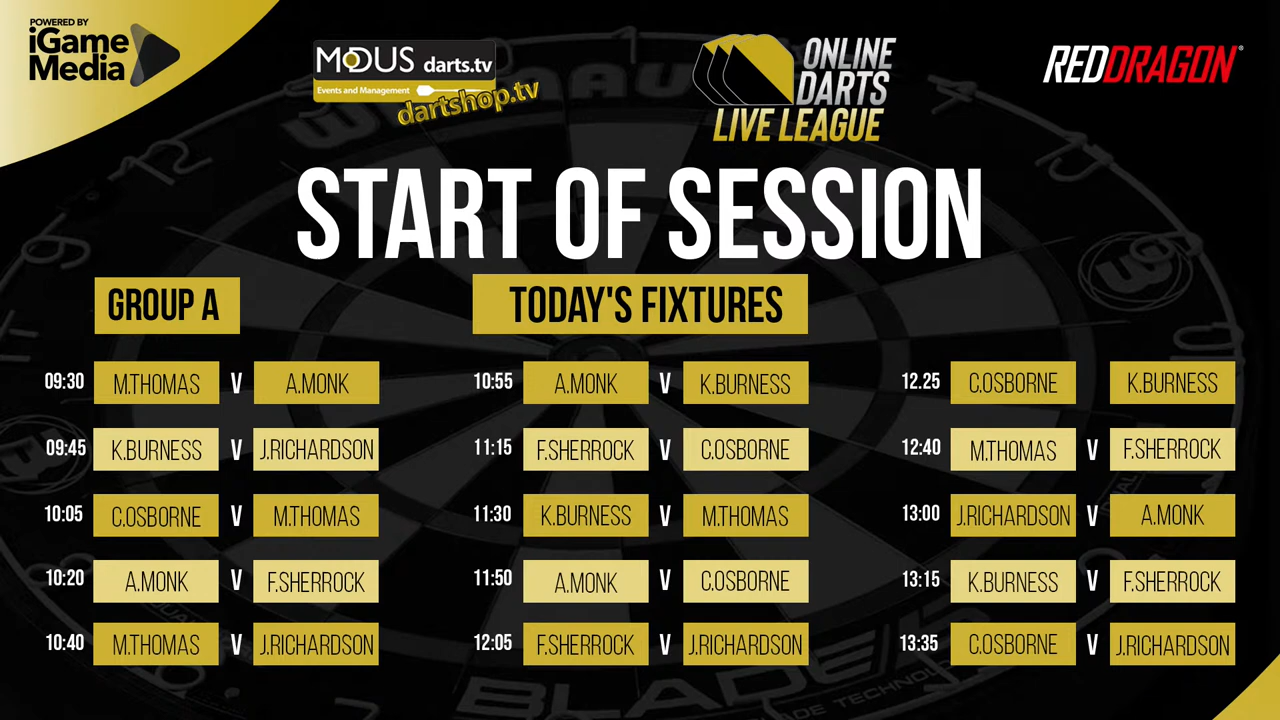 POWERED BY
iGame
Media
MODUS darts.tv
Events and Management
dartshop.tv
ONLINE
DARTS
LIVE LEAGUE
REDDRAGON®
START OF SESSION
GROUP A
TODAY'S FIXTURES
09:30 M.THOMAS V A.MONK
09:45 K.BURNESS V J.RICHARDSON
10:05 C.OSBORNE V M.THOMAS
10:20 A.MONK V F.SHERROCK
10:40 M.THOMAS V J.RICHARDSON
10:55 A.MONK V K.BURNESS
11:15 F.SHERROCK V C.OSBORNE
11:30 K.BURNESS V M.THOMAS
11:50 A.MONK V C.OSBORNE
12:05 F.SHERROCK V J.RICHARDSON
12.25 C.OSBORNE K.BURNESS
12:40 M.THOMAS V F.SHERROCK
13:00 J.RICHARDSON V A.MONK
13:15 K.BURNESS V F.SHERROCK
13:35 C.OSBORNE V J.RICHARDSON
BLADE